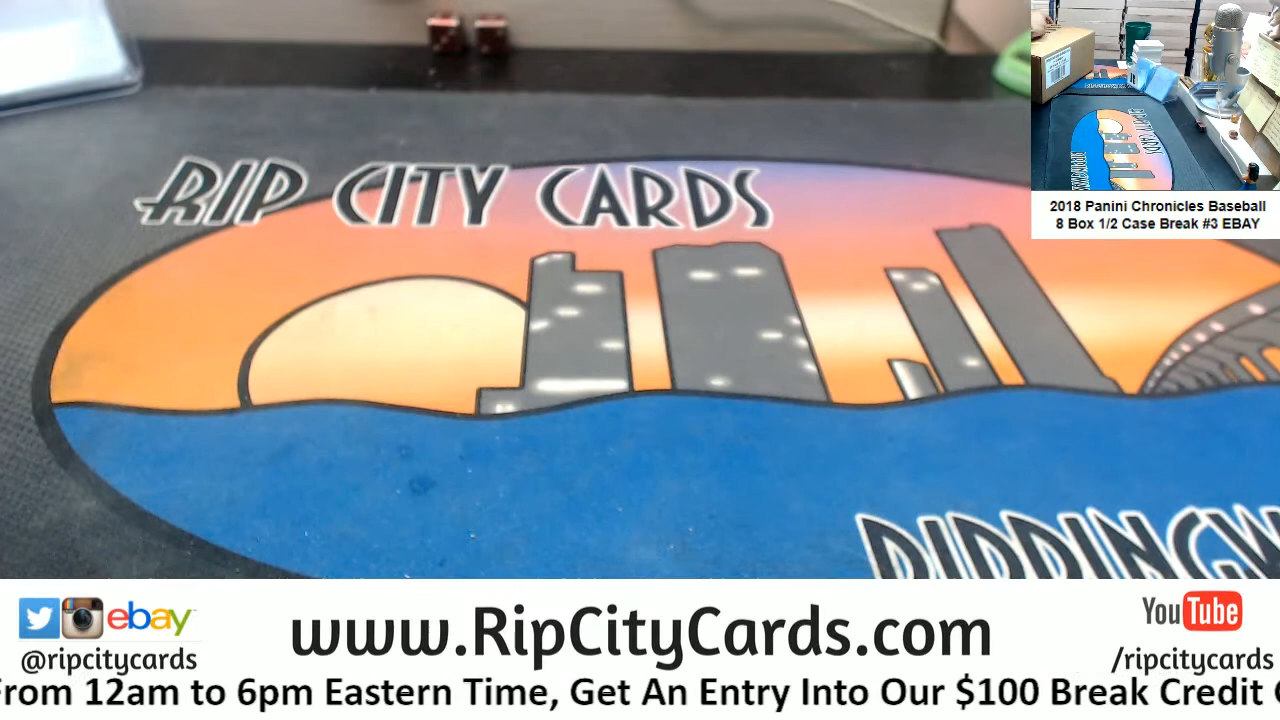 RIP CITY CARDS
2018 Panini Chronicles Baseball
8 Box 1/2 Case Break #3 EBAY
ebay
@ripcitycards
www.RipCityCards.com
YouTube
/ripcitycards
From 12am to 6pm Eastern Time, Get An Entry Into Our $100 Break Credit